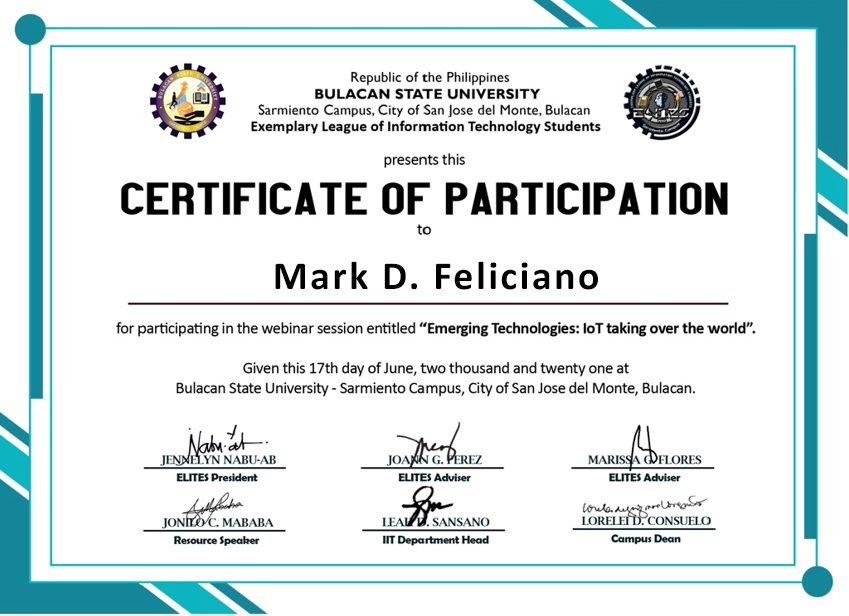 Republic of the Philippines
BULACAN STATE UNIVERSITY
Sarmiento Campus, City of San Jose del Monte, Bulacan
Exemplary League of Information Technology Students
presents this
CERTIFICATE OF PARTICIPATION
to
Mark D. Feliciano
for participating in the webinar session entitled “Emerging Technologies: IoT taking over the world”.
Given this 17th day of June, two thousand and twenty one at
Bulacan State University - Sarmiento Campus, City of San Jose del Monte, Bulacan.
JENNELYN NABU-AB JOANN G. PEREZ MARISSA G. FLORES
ELITES President ELITES Adviser ELITES Adviser
JONILO C. MABABA LEAH D. SANSANO LORELEI D. CONSUELO
Resource Speaker IIT Department Head Campus Dean